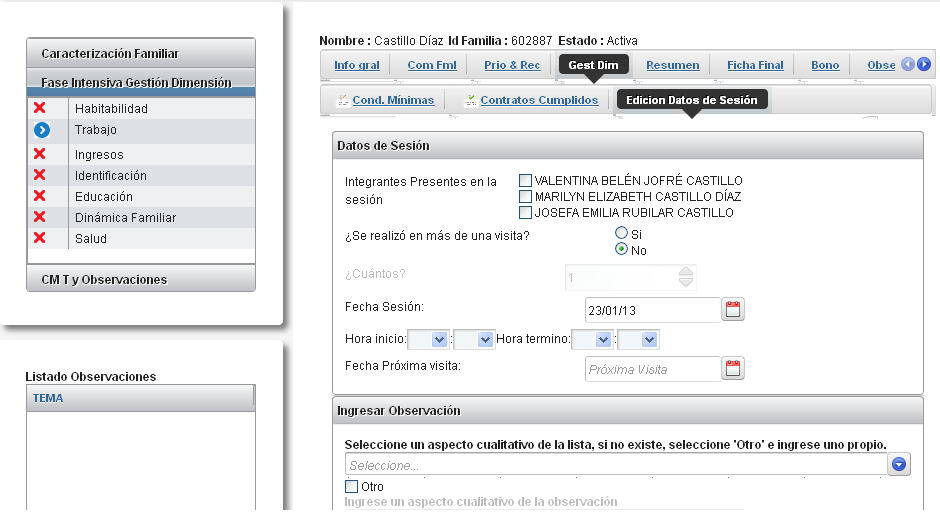 Caracterización Familiar
Fase Intensiva Gestión Dimensión
Habitabilidad
Trabajo
Ingresos
Identificación
Educación
Dinámica Familiar
Salud
CM T y Observaciones
Listado Observaciones
TEMA
Nombre : Castillo Díaz Id Familia : 602887 Estado : Activa
Info gral Com Fml Prio & Rec Gest Dim Resumen Ficha Final Bono Obse
Cond. Mínimas Contratos Cumplidos Edicion Datos de Sesión
Datos de Sesión
Integrantes Presentes en la
sesión
VALENTINA BELÉN JOFRÉ CASTILLO
MARILYN ELIZABETH CASTILLO DÍAZ
JOSEFA EMILIA RUBILAR CASTILLO
¿Se realizó en más de una visita?
Si
No
¿Cuántos? 1
Fecha Sesión: 23/01/13
Hora inicio: : Hora termino: :
Fecha Próxima visita: Próxima Visita
Ingresar Observación
Seleccione un aspecto cualitativo de la lista, si no existe, seleccione 'Otro' e ingrese uno propio.
Seleccione...
Otro
Ingrese un aspecto cualitativo de la observación